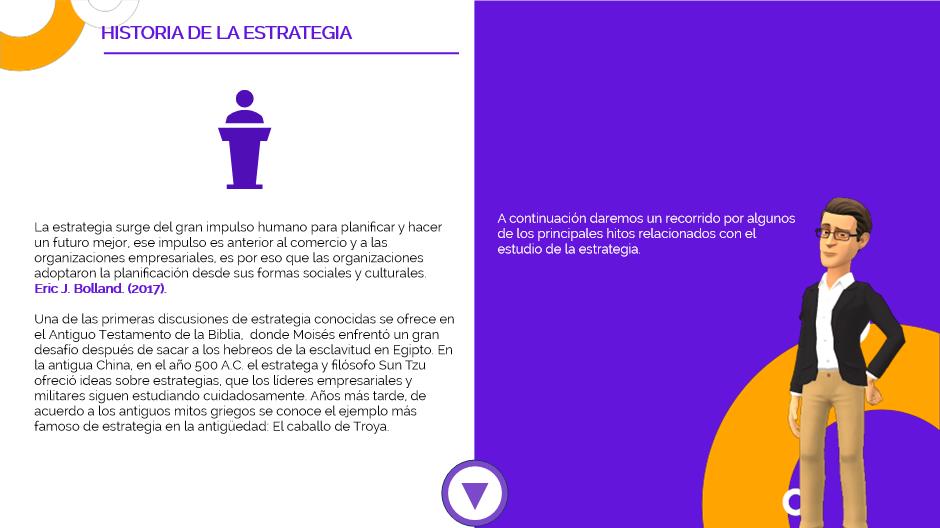 HISTORIA DE LA ESTRATEGIA
La estrategia surge del gran impulso humano para planificar y hacer
un futuro mejor, ese impulso es anterior al comercio y a las
organizaciones empresariales, es por eso que las organizaciones
adoptaron la planificación desde sus formas sociales y culturales.
Eric J. Bolland. (2017).
Una de las primeras discusiones de estrategia conocidas se ofrece en
el Antiguo Testamento de la Biblia, donde Moisés enfrentó un gran
desafío después de sacar a los hebreos de la esclavitud en Egipto. En
la antigua China, en el año 500 A.C. el estratega y filósofo Sun Tzu
ofreció ideas sobre estrategias, que los líderes empresariales y
militares siguen estudiando cuidadosamente. Años más tarde, de
acuerdo a los antiguos mitos griegos se conoce el ejemplo más
famoso de estrategia en la antigüedad: El caballo de Troya.
A continuación daremos un recorrido por algunos
de los principales hitos relacionados con el
estudio de la estrategia.